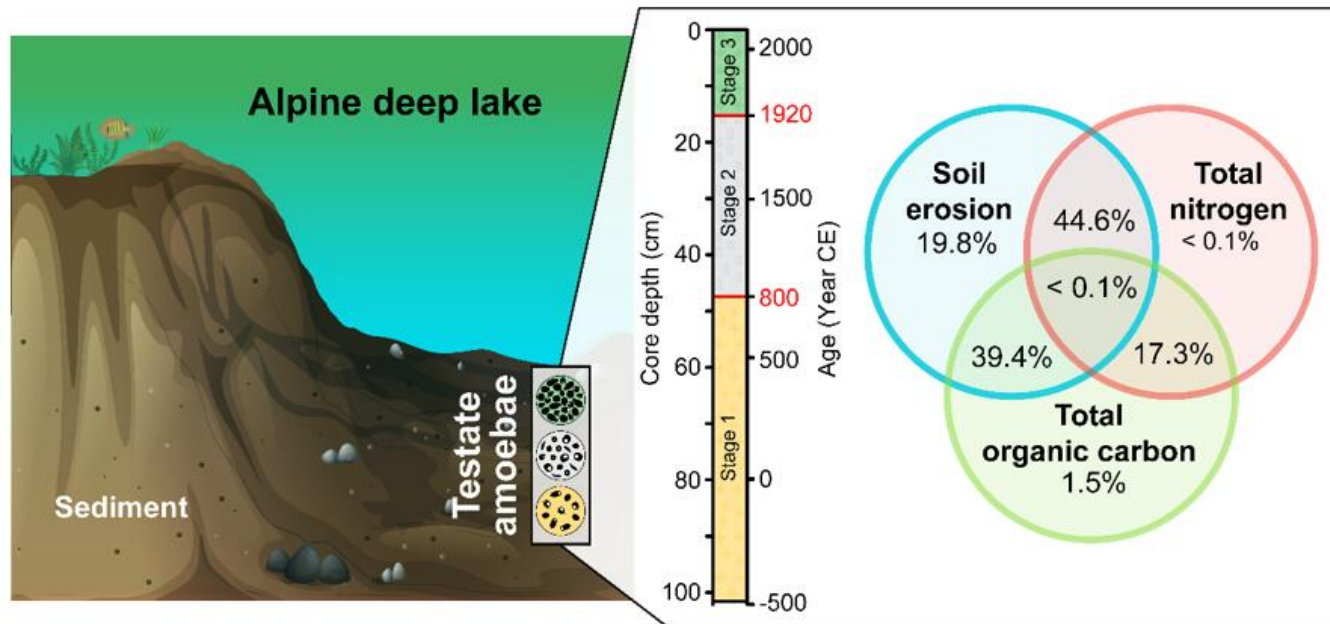 Alpine deep lake
Sediment
Testate
amoebae
Core depth (cm)
0
20
40
60
80
100
Stage 3
Stage 2
Stage 1
2000
1920
1500
800
500
0
-500
Age (Year CE)
Soil
erosion
19.8%
Total
nitrogen
< 0.1%
44.6%
< 0.1%
39.4%
17.3%
Total
organic carbon
1.5%